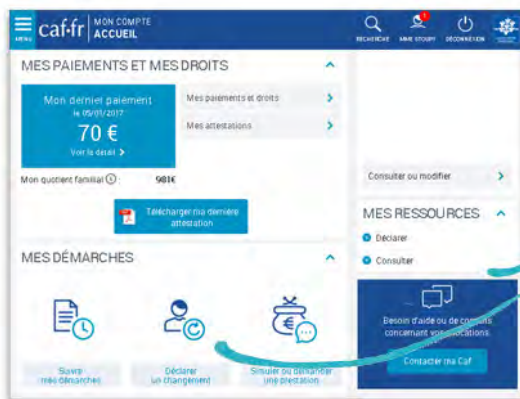 caf.fr
MON COMPTE
ACCUEIL
MENU
RECHERCHE
MME STOUPY
DÉCONNEXION
1
MES PAIEMENTS ET MES DROITS
Mon dernier paiement
le 05/01/2017
70 €
Voir le détail >
Mes paiements et droits
Mes attestations
Mon quotient familial
981€
Télécharger ma dernière
attestation
Consulter ou modifier
MES RESSOURCES
Déclarer
Consulter
MES DÉMARCHES
Suivre
mes démarches
Déclarer
un changement
Simuler ou demander
une prestation
Besoin d'aide ou de conseils
concernant vos allocations
Contacter ma Caf